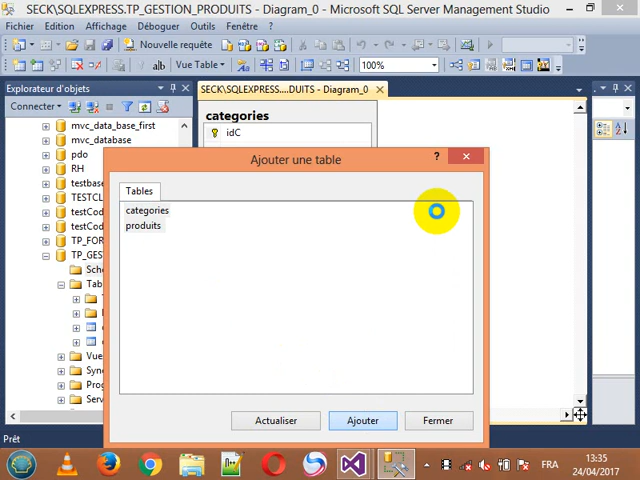 SECK\SQLEXPRESS.TP_GESTION_PRODUITS - Diagram_0 - Microsoft SQL Server Management Studio
Fichier Edition Affichage Déboguer Outils Fenêtre ?
Nouvelle requête
Vue Table 100%
Explorateur d'objets
SECK\SQLEXPRESS....DUITS - Diagram_0
Connecter
categories
idC
mvc_data_base_first
mvc_database
pdo
RH
testbase
TESTCL
testCod
testCod
TP_FOR
TP_GES
Sché
Tab
Vue
Syn
Prog
Serv
Ajouter une table
?
Tables
categories
produits
Actualiser Ajouter Fermer
Prêt
FRA 13:35
24/04/2017